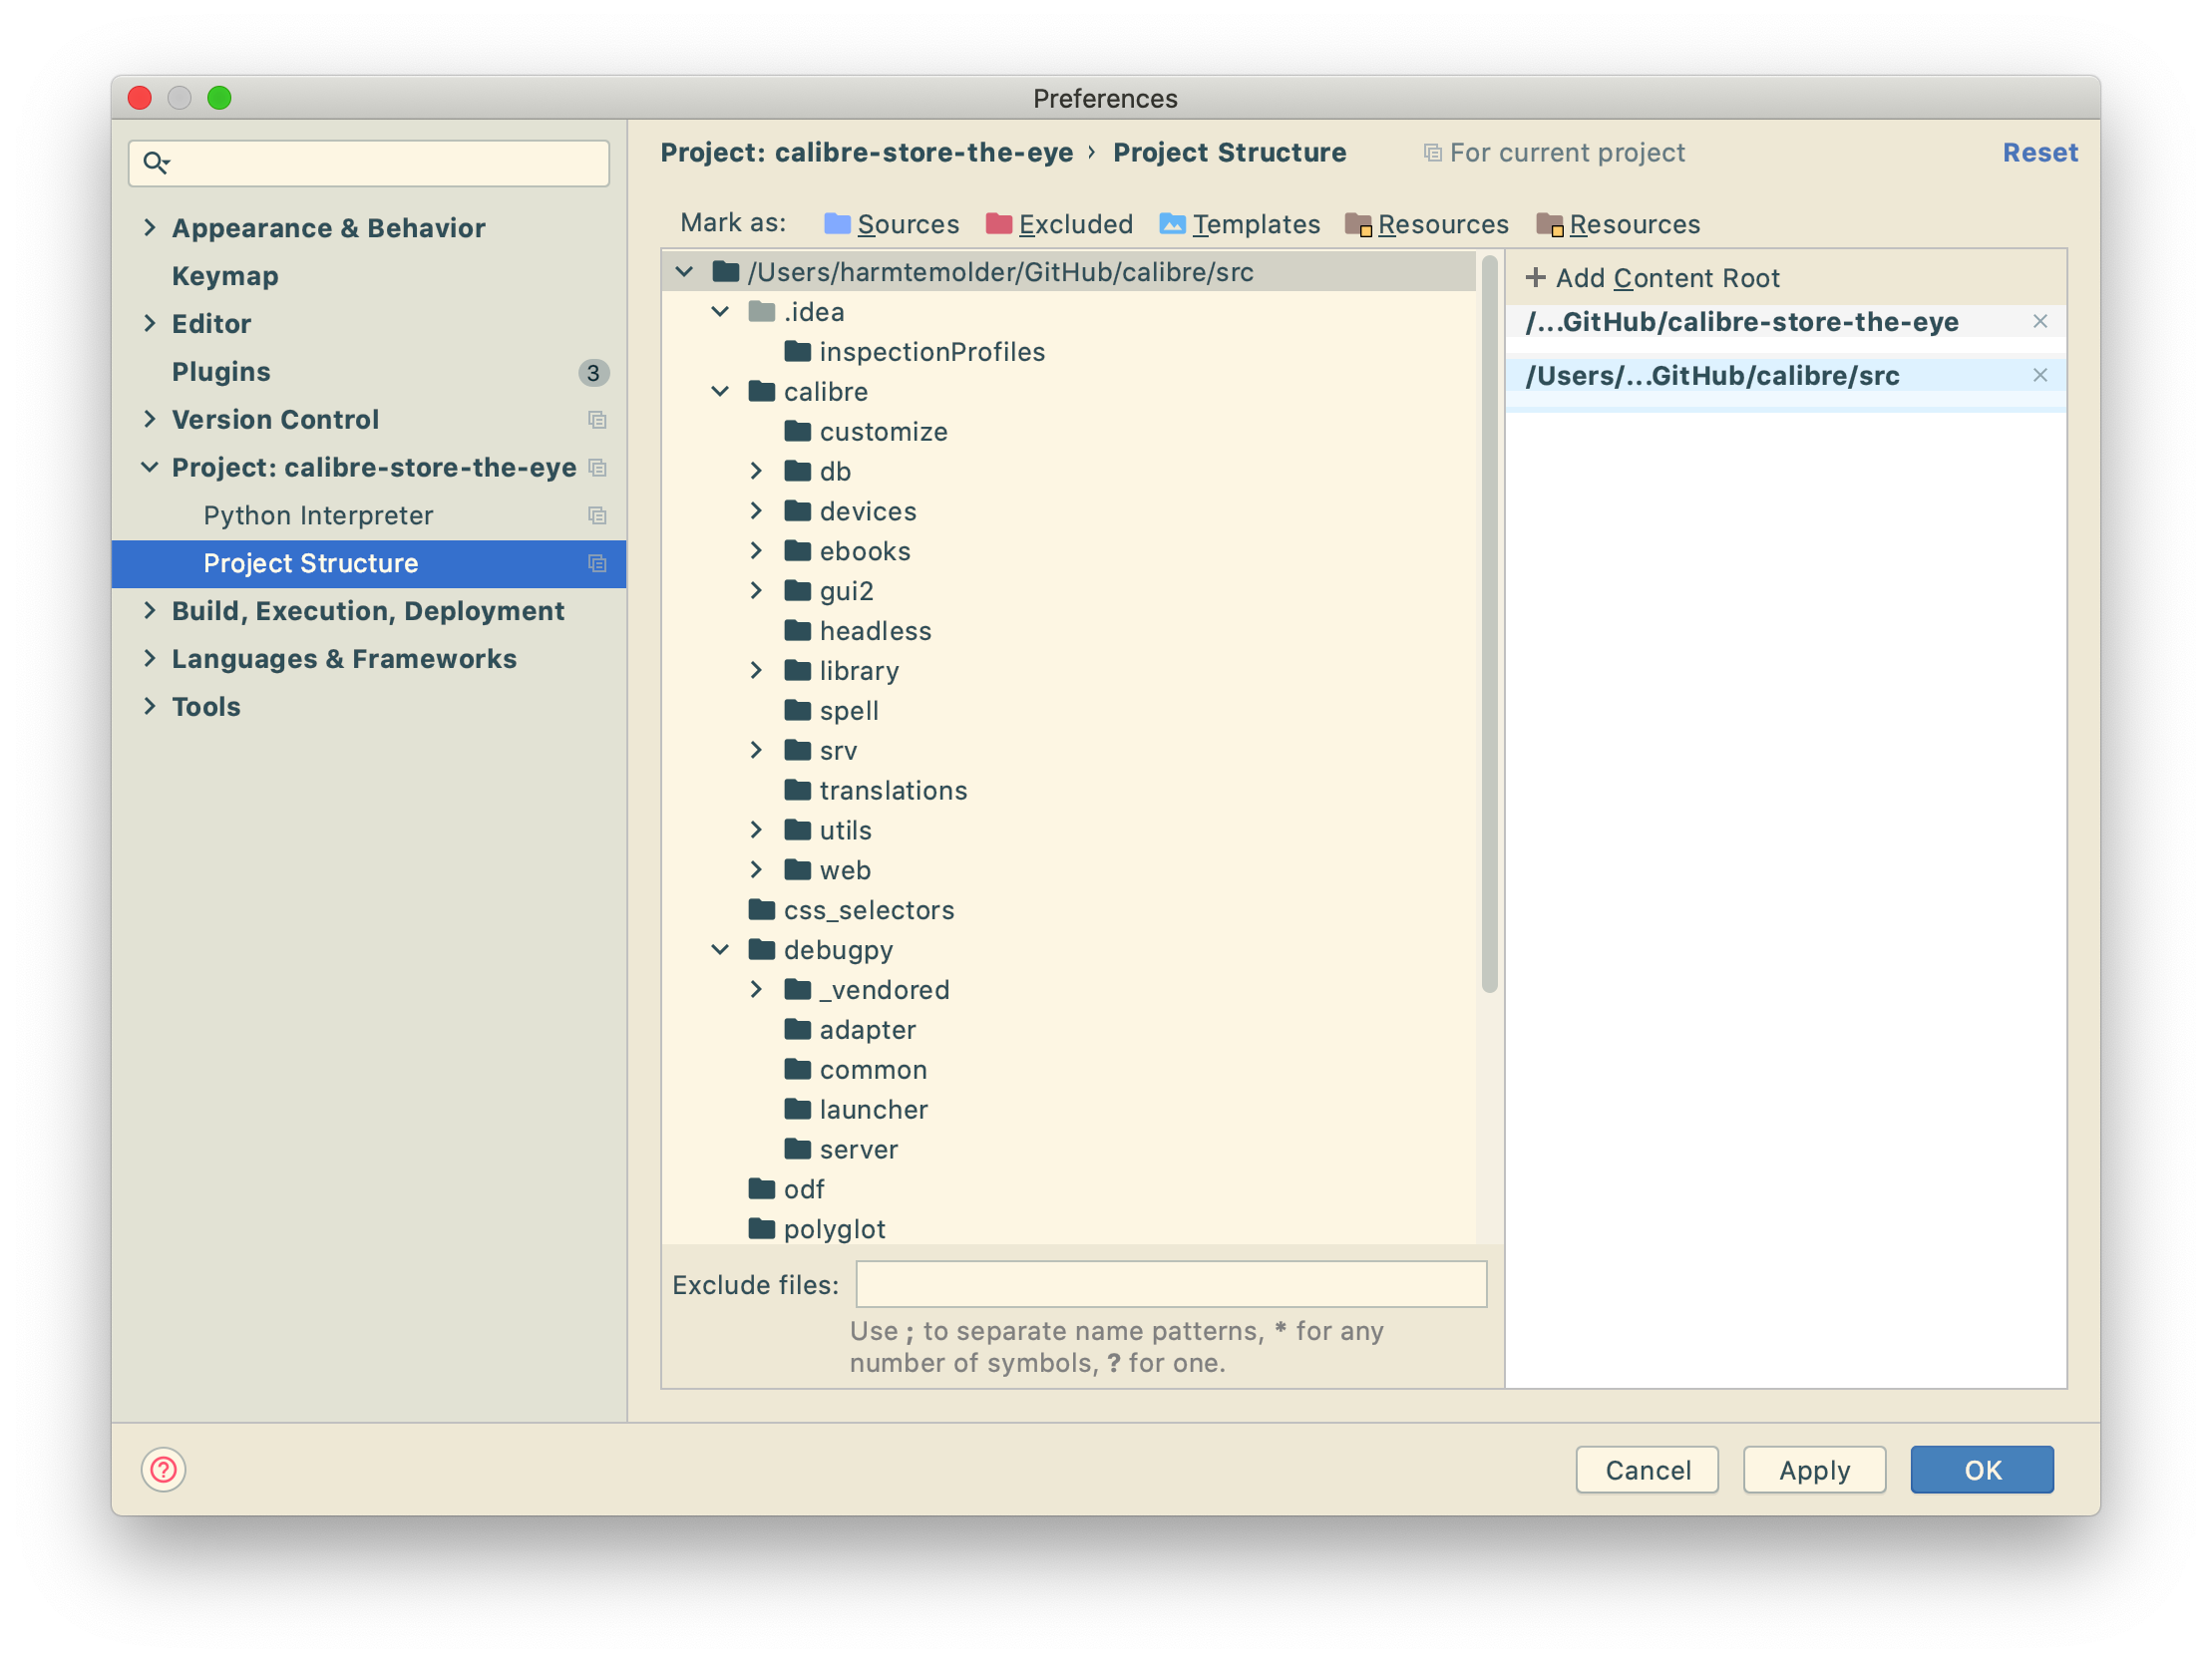 Preferences
Appearance & Behavior
Keymap
Editor
Plugins 3
Version Control
Project: calibre-store-the-eye
Python Interpreter
Project Structure
Build, Execution, Deployment
Languages & Frameworks
Tools
Project: calibre-store-the-eye › Project Structure For current project Reset
Mark as: Sources Excluded Templates Resources Resources
/Users/harmtemolder/GitHub/calibre/src
.idea
inspectionProfiles
calibre
customize
db
devices
ebooks
gui2
headless
library
spell
srv
translations
utils
web
css_selectors
debugpy
_vendored
adapter
common
launcher
server
odf
polyglot
Exclude files:
Use ; to separate name patterns, * for any
number of symbols, ? for one.
+ Add Content Root
/...GitHub/calibre-store-the-eye ×
/Users/...GitHub/calibre/src ×
? Cancel Apply OK